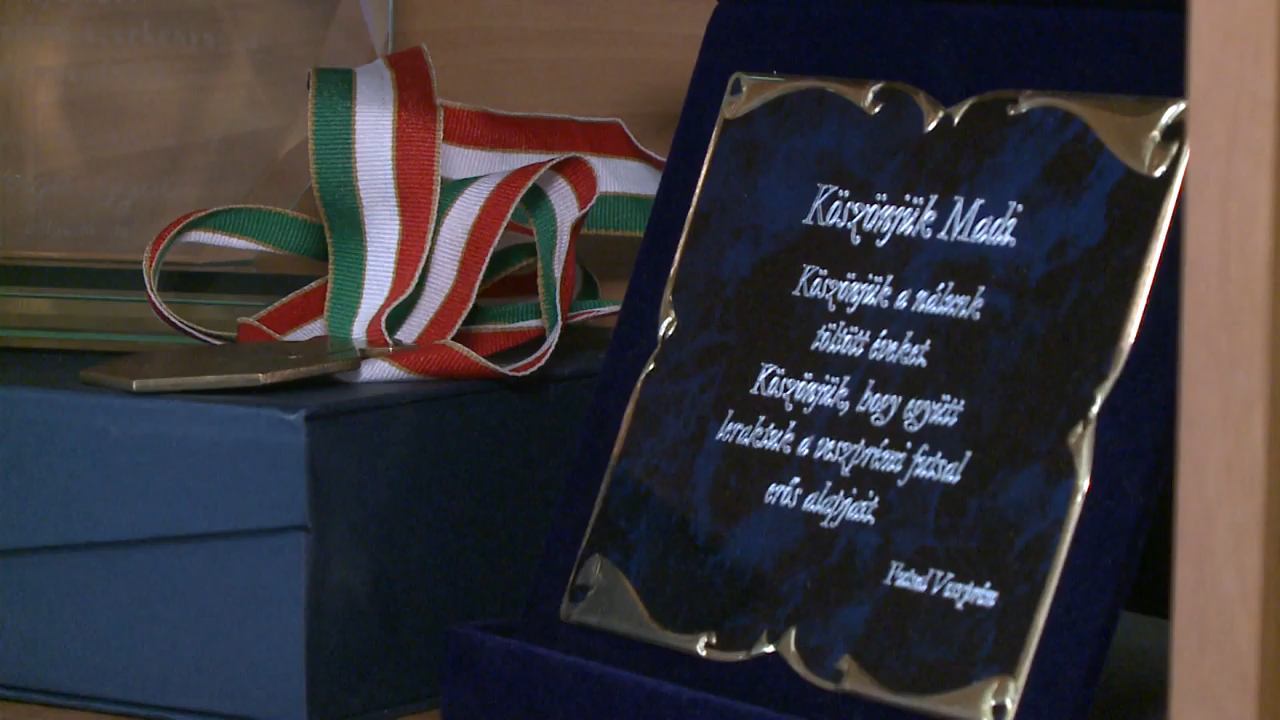 Köszönjük Madi
Köszönjük a nálunk
töltött éveket
Köszönjük, hogy együtt
leraktuk a veszprémi futsal
erős alapjait.
Futsal Veszprém